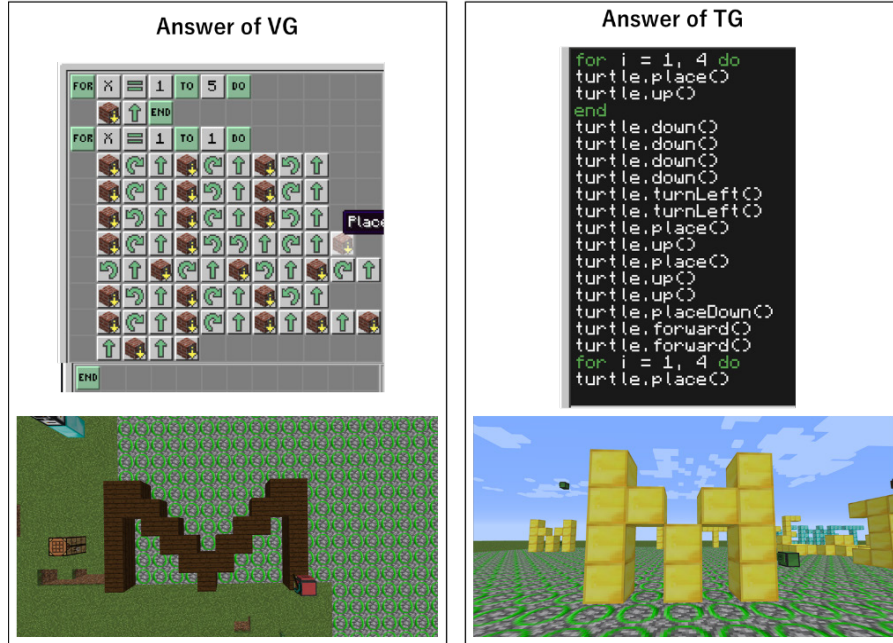 Answer of VG
FOR X = 1 TO 5 DO
END
FOR X = 1 TO 1 DO
Place
END
Answer of TG
for i = 1, 4 do
turtle.place()
turtle.up()
end
turtle.down()
turtle.down()
turtle.down()
turtle.down()
turtle.turnLeft()
turtle.turnLeft()
turtle.place()
turtle.up()
turtle.place()
turtle.up()
turtle.up()
turtle.placeDown()
turtle.forward()
turtle.forward()
for i = 1, 4 do
turtle.place()